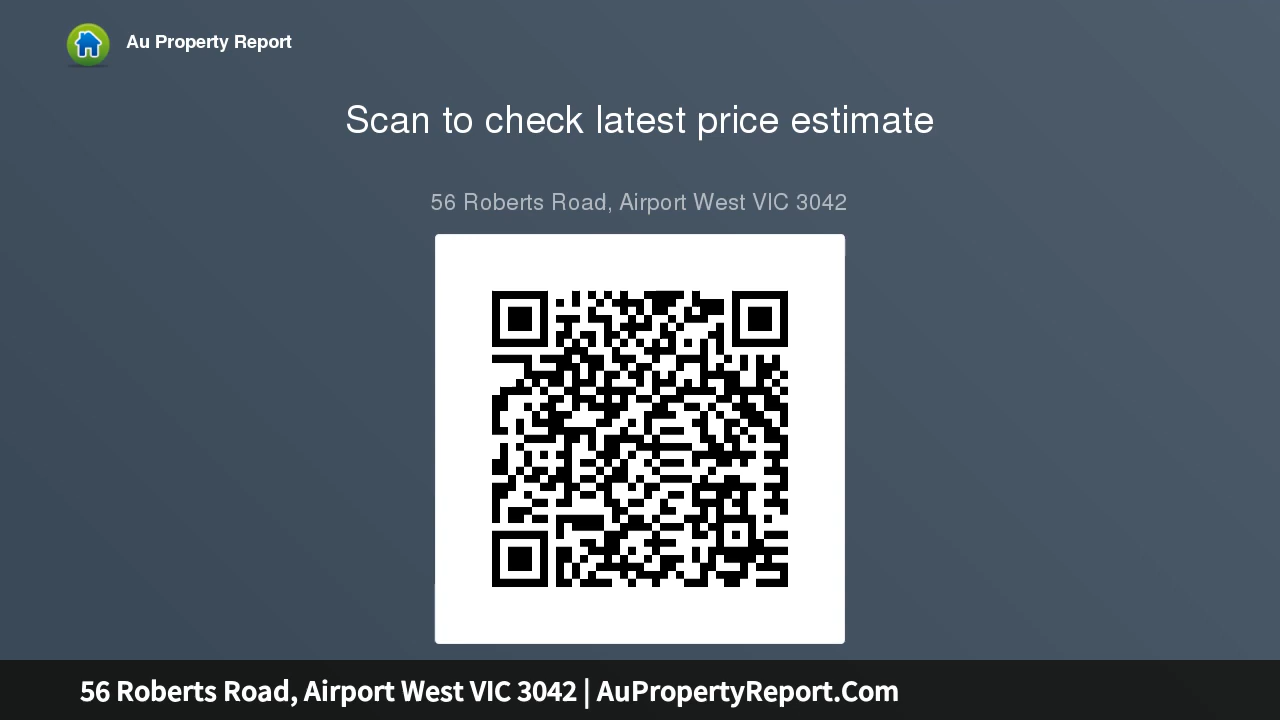 Au Property Report
Scan to check latest price estimate
56 Roberts Road, Airport West VIC 3042
56 Roberts Road, Airport West VIC 3042 | AuPropertyReport.Com